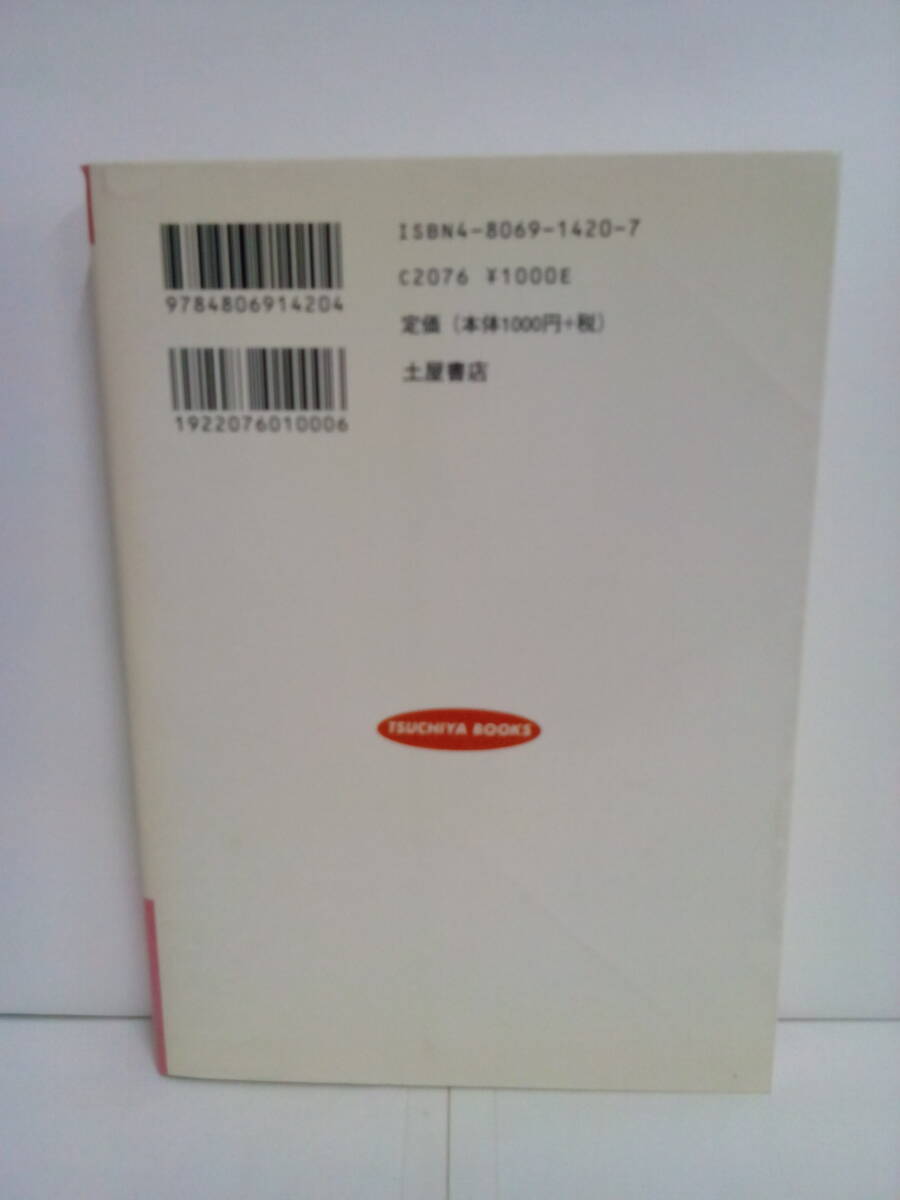 9784806914204
1922076010006
ISBN4-8069-1420-7
C2076 ¥1000E
定価（本体1000円+税）
土屋書店
TSUCHIYA BOOKS